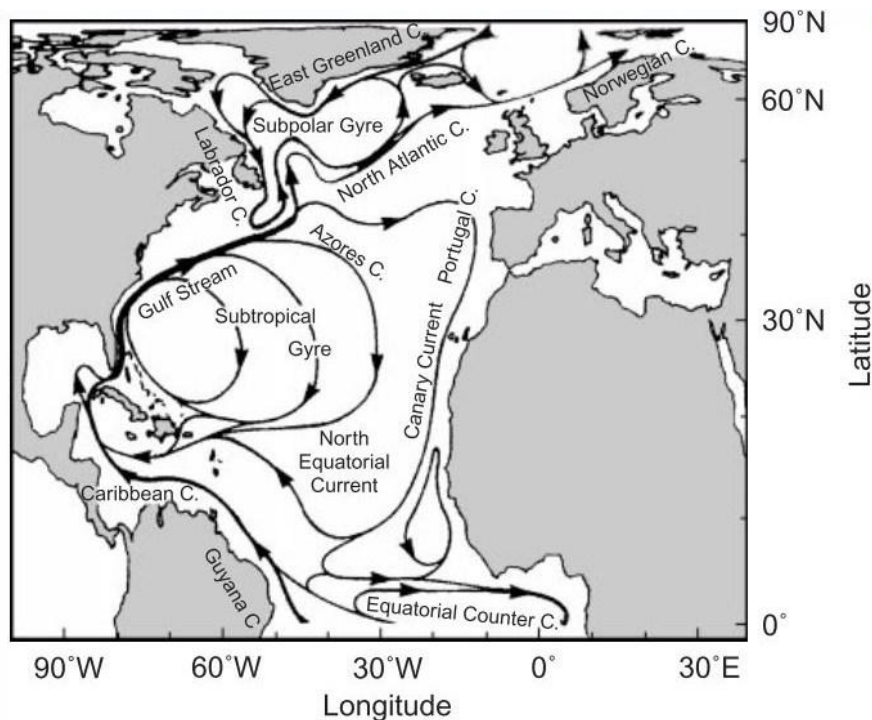 90°N
East Greenland C.
Norwegian C.
60°N
Subpolar Gyre
Labrador C.
North Atlantic C.
Portugal C.
Azores C.
Gulf Stream
30°N
Subtropical
Gyre
Canary Current
Latitude
North
Equatorial
Current
Caribbean C.
Guyana C.
Equatorial Counter C.
0°
90°W
60°W
30°W
0°
30°E
Longitude